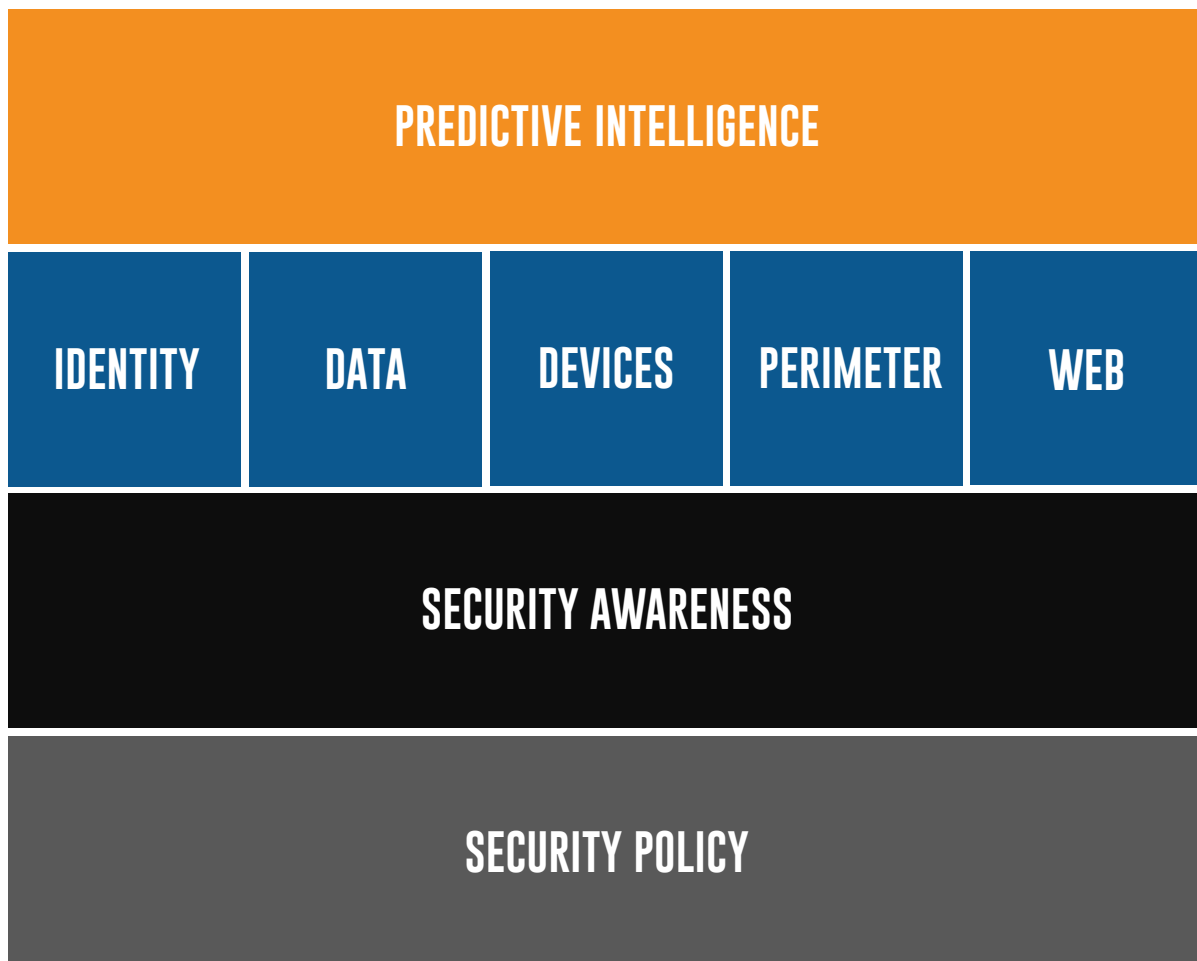 PREDICTIVE INTELLIGENCE
IDENTITY
DATA
DEVICES
PERIMETER
WEB
SECURITY AWARENESS
SECURITY POLICY